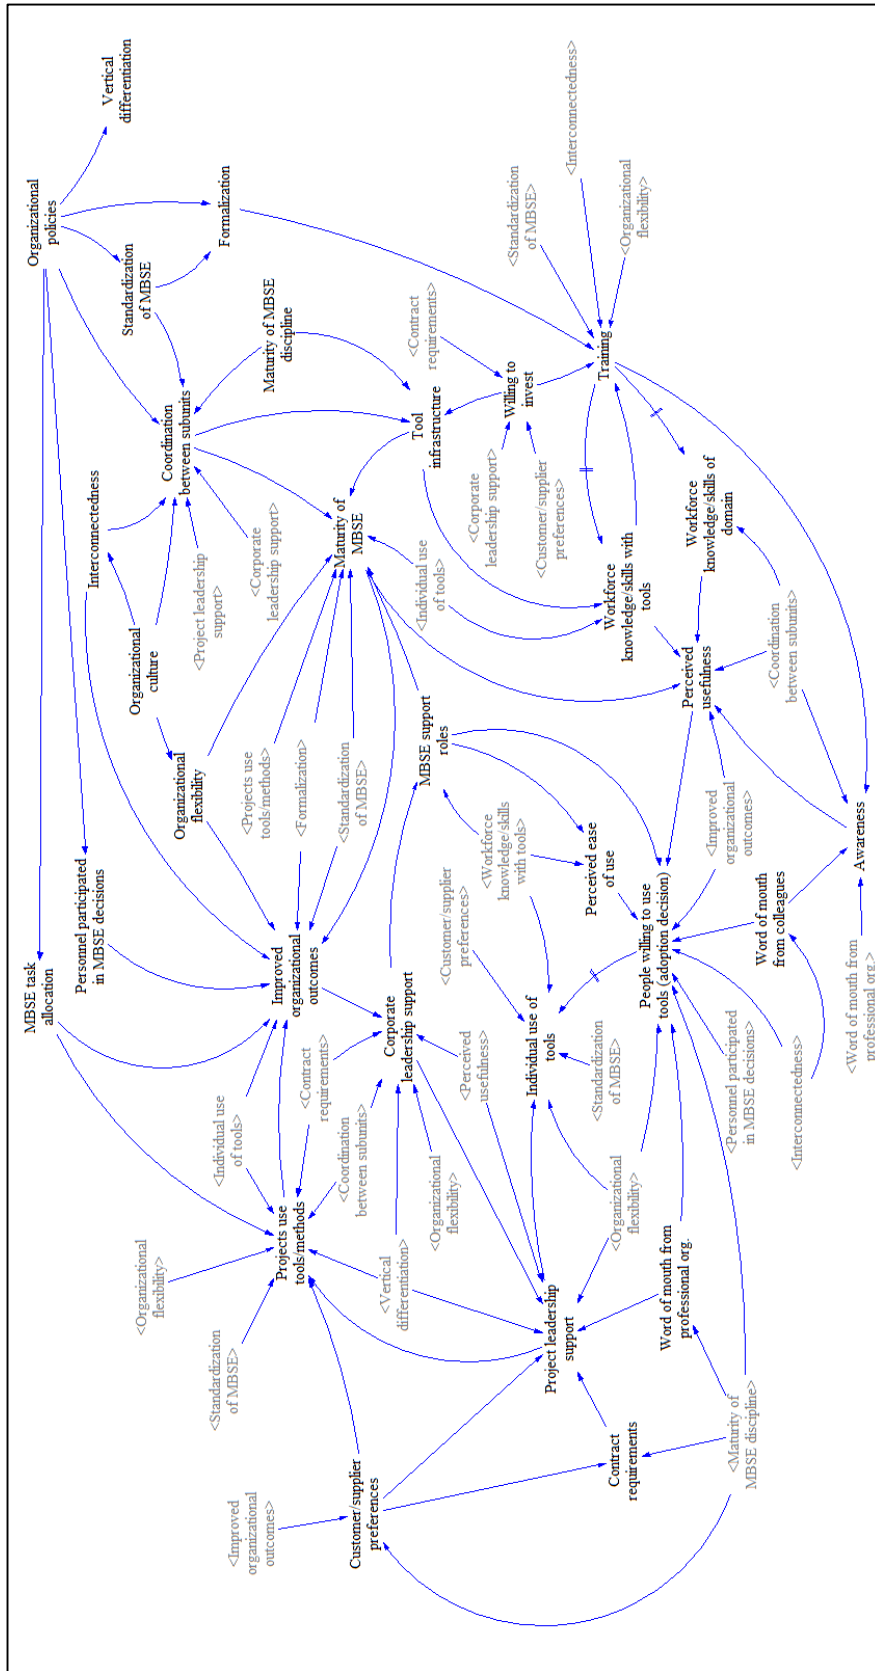 <Standardization
of MBSE>
<Organizational
flexibility>
MBSE task
allocation
Organizational
policies
Personnel participated
in MBSE decisions
Vertical
differentiation
<Improved
organizational
outcomes>
<Individual use
of tools>
Interconnectedness
Standardization
of MBSE
Organizational
culture
Coordination
between subunits
Formalization
Projects use
tools/methods
Improved
organizational
outcomes
Organizational
flexibility
<Project leadership
support>
Maturity of MBSE
discipline
<Contract
requirements>
<Projects use
tools/methods>
<Corporate
leadership support>
Customer/supplier
preferences
<Coordination
between subunits>
<Formalization>
Maturity of
MBSE
<Vertical
differentiation>
Corporate
leadership support
<Standardization
of MBSE>
Tool
infrastructure
<Contract
requirements>
<Organizational
flexibility>
MBSE support
roles
<Individual use
of tools>
<Perceived
usefulness>
<Customer/supplier
preferences>
<Corporate
leadership support>
Willing to
invest
<Standardization
of MBSE>
<Workforce
knowledge/skills
with tools>
<Customer/supplier
preferences>
<Interconnectedness>
Project leadership
support
Individual use of
tools
Perceived ease
of use
Workforce
knowledge/skills with
tools
Training
Contract
requirements
<Standardization
of MBSE>
<Organizational
flexibility>
<Organizational
flexibility>
People willing to use
tools (adoption decision)
Perceived
usefulness
Workforce
knowledge/skills of
domain
Word of mouth from
professional org.
<Improved
organizational
outcomes>
<Maturity of
MBSE discipline>
<Personnel participated
in MBSE decisions>
Word of mouth
from colleagues
<Coordination
between subunits>
<Interconnectedness>
<Word of mouth from
professional org.>
Awareness